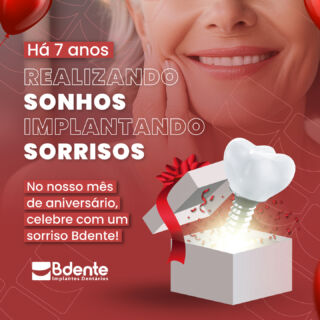 Há 7 anos
REALIZANDO
SONHOS
IMPLANTANDO
SORRISOS
No nosso mês
de aniversário,
celebre com um
sorriso Bdente!
Bdente
Implantes Dentários